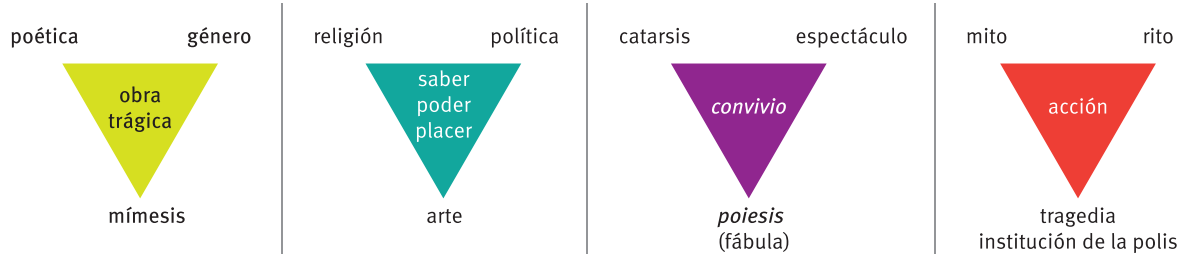 poética
género
obra
trágica
mímesis
religión
política
saber
poder
placer
arte
catarsis
espectáculo
convivio
poiesis
(fábula)
mito
rito
acción
tragedia
institución de la polis